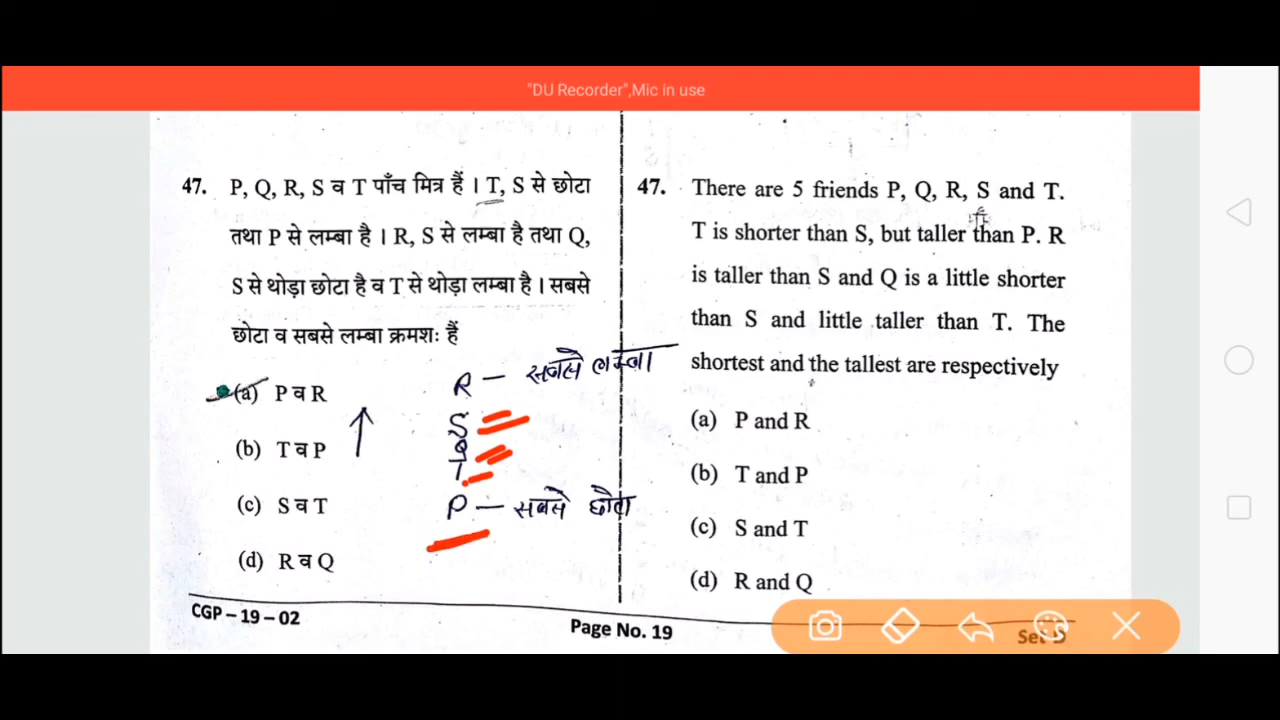 "DU Recorder",Mic in use
47. P, Q, R, S व T पाँच मित्र हैं । T, S से छोटा
तथा P से लम्बा है । R, S से लम्बा है तथा Q,
S से थोड़ा छोटा है व T से थोड़ा लम्बा है । सबसे
छोटा व सबसे लम्बा क्रमशः हैं
(a) P व R
(b) T व P
(c) S व T
(d) R व Q
R — सबसे लम्बा
S
Q
T
P — सबसे छोटा
47. There are 5 friends P, Q, R, S and T.
T is shorter than S, but taller than P. R
is taller than S and Q is a little shorter
than S and little taller than T. The
shortest and the tallest are respectively
(a) P and R
(b) T and P
(c) S and T
(d) R and Q
CGP – 19 – 02
Page No. 19
Set D